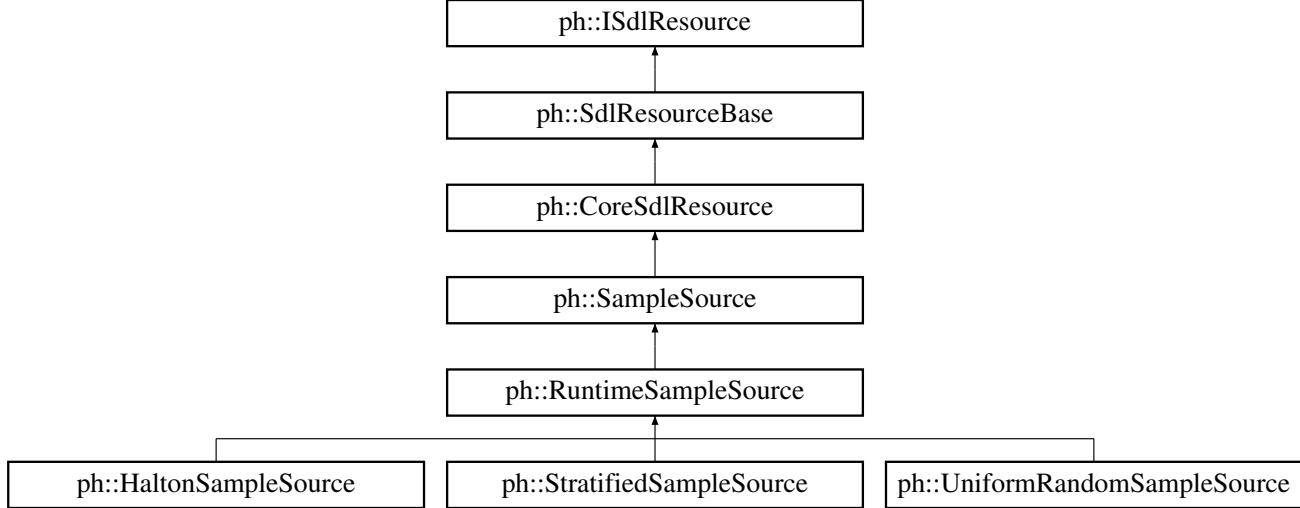 ph::ISdlResource
ph::SdlResourceBase
ph::CoreSdlResource
ph::SampleSource
ph::RuntimeSampleSource
ph::HaltonSampleSource
ph::StratifiedSampleSource
ph::UniformRandomSampleSource